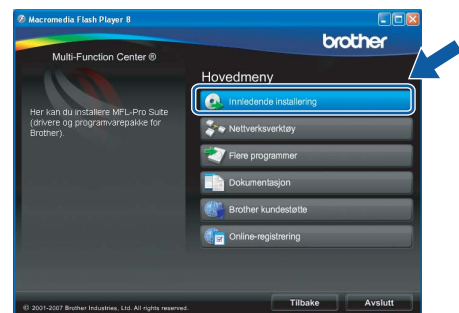 Macromedia Flash Player 8
brother
Multi-Function Center ®
Hovedmeny
Innledende installering
Her kan du installere MFL-Pro Suite
(drivere og programvarepakke for
Brother).
Nettverksverktøy
Flere programmer
Dokumentasjon
Brother kundestøtte
Online-registrering
© 2001-2007 Brother Industries, Ltd. All rights reserved.
Tilbake
Avslutt